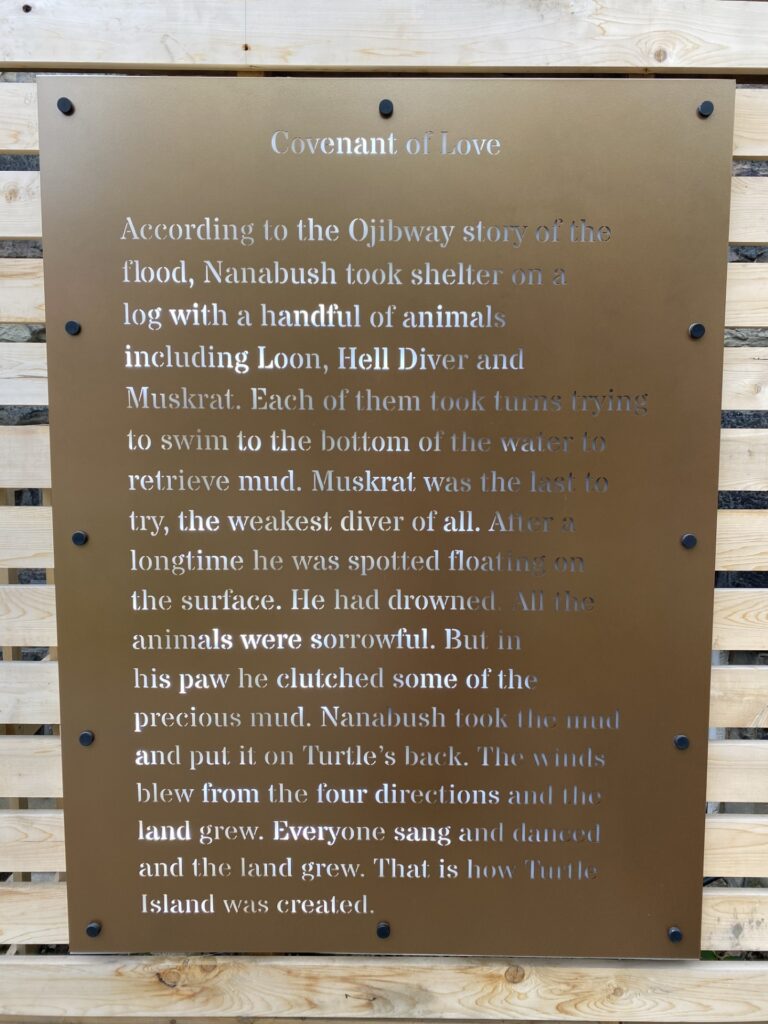 Covenant of Love
According to the Ojibway story of the
flood, Nanabush took shelter on a
log with a handful of animals
including Loon, Hell Diver and
Muskrat. Each of them took turns trying
to swim to the bottom of the water to
retrieve mud. Muskrat was the last to
try, the weakest diver of all. After a
longtime he was spotted floating on
the surface. He had drowned. All the
animals were sorrowful. But in
his paw he clutched some of the
precious mud. Nanabush took the mud
and put it on Turtle's back. The winds
blew from the four directions and the
land grew. Everyone sang and danced
and the land grew. That is how Turtle
Island was created.